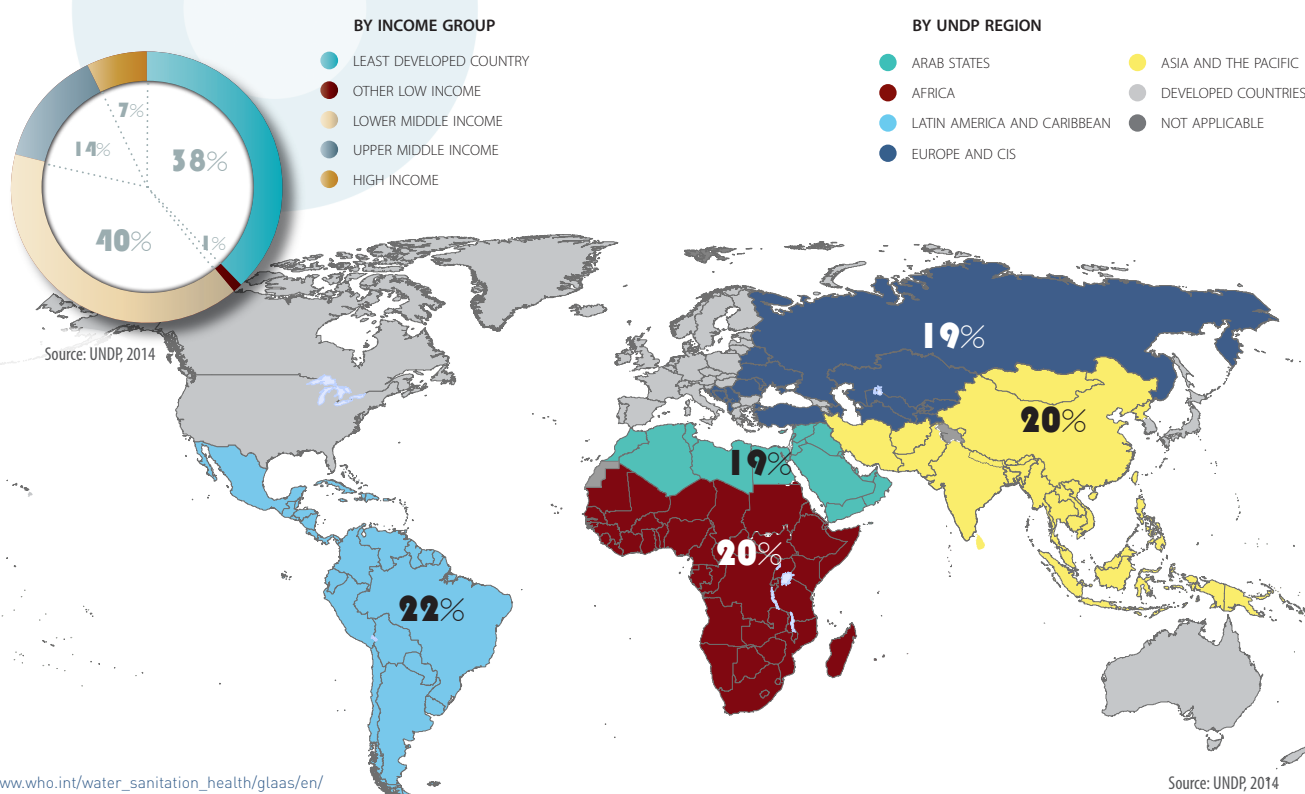 BY INCOME GROUP
LEAST DEVELOPED COUNTRY
OTHER LOW INCOME
LOWER MIDDLE INCOME
UPPER MIDDLE INCOME
HIGH INCOME
7%
14%
38%
40%
1%
Source: UNDP, 2014
BY UNDP REGION
ARAB STATES
AFRICA
LATIN AMERICA AND CARIBBEAN
EUROPE AND CIS
ASIA AND THE PACIFIC
DEVELOPED COUNTRIES
NOT APPLICABLE
19%
20%
19%
20%
22%
ww.who.int/water_sanitation_health/glaas/en/
Source: UNDP, 2014